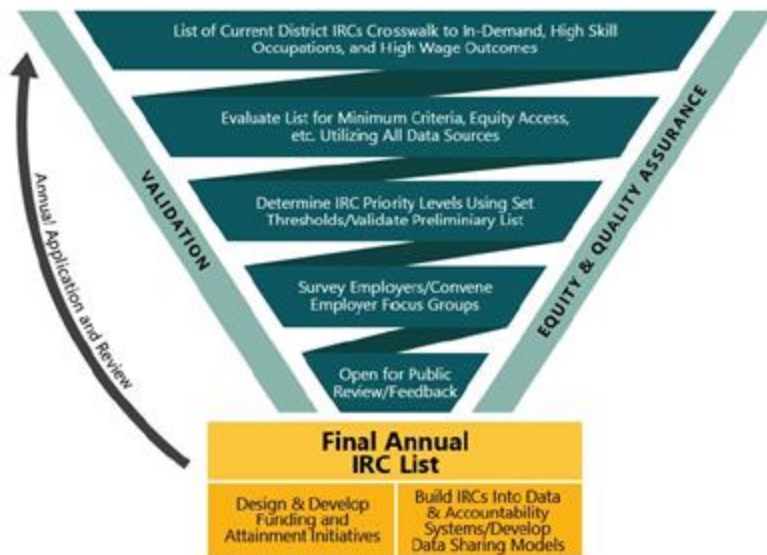 List of Current District IRCs Crosswalk to In-Demand, High Skill
Occupations, and High Wage Outcomes
Evaluate List for Minimum Criteria, Equity Access,
etc. Utilizing All Data Sources
Determine IRC Priority Levels Using Set
Thresholds/Validate Preliminiary List
Survey Employers/Convene
Employer Focus Groups
Open for Public
Review/Feedback
VALIDATION
EQUITY & QUALITY ASSURANCE
Annual Application and Review
Final Annual
IRC List
Design & Develop
Funding and
Attainment Initiatives
Build IRCs Into Data
& Accountability
Systems/Develop
Data Sharing Models